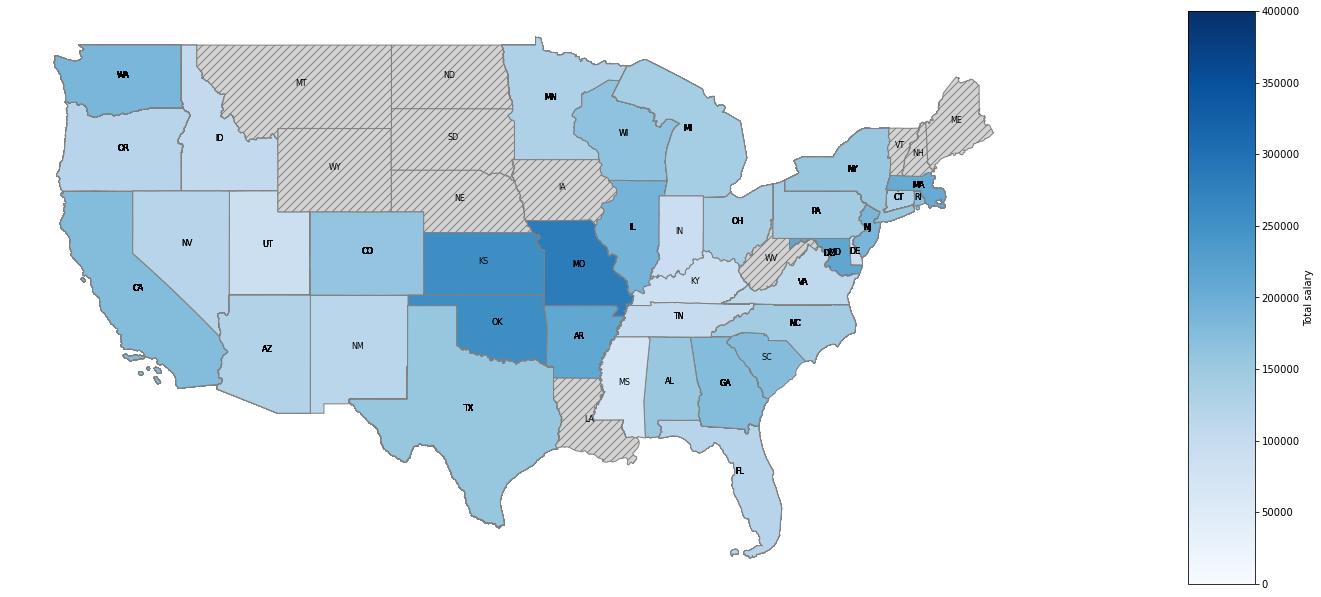 400000
350000
300000
250000
200000
150000
100000
50000
0
Total salary
WA
MT
ND
MN
OR
ID
SD
WI
MI
ME
WY
NE
IA
VT
NH
NY
MA
CT
RI
NV
UT
CO
KS
MO
IL
IN
OH
PA
NJ
WV
MD
DE
CA
KY
VA
AZ
NM
OK
AR
TN
NC
SC
TX
LA
MS
AL
GA
FL